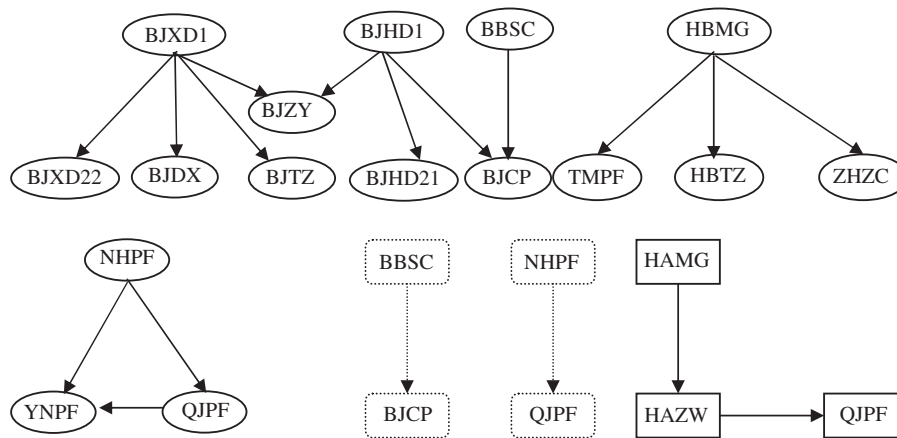 BJXD1
BJHD1
BBSC
HBMG
BJZY
BJXD22
BJDX
BJTZ
BJHD21
BJCP
TMPF
HBTZ
ZHZC
NHPF
BBSC
NHPF
HAMG
YNPF
QJPF
BJCP
QJPF
HAZW
QJPF